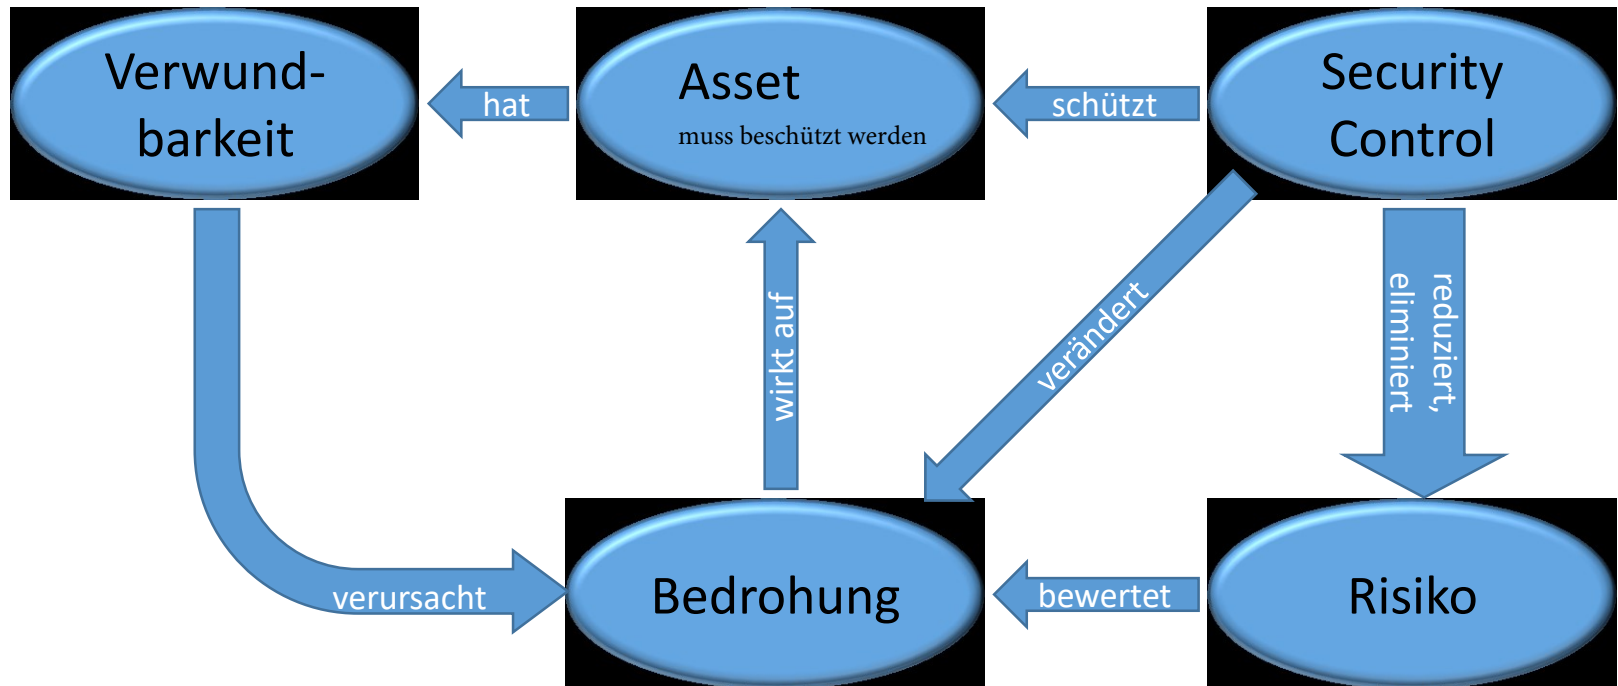 Verwund-
barkeit
hat
Asset
muss beschützt werden
schützt
Security
Control
wirkt auf
verändert
reduziert,
eliminiert
verursacht
Bedrohung
bewertet
Risiko